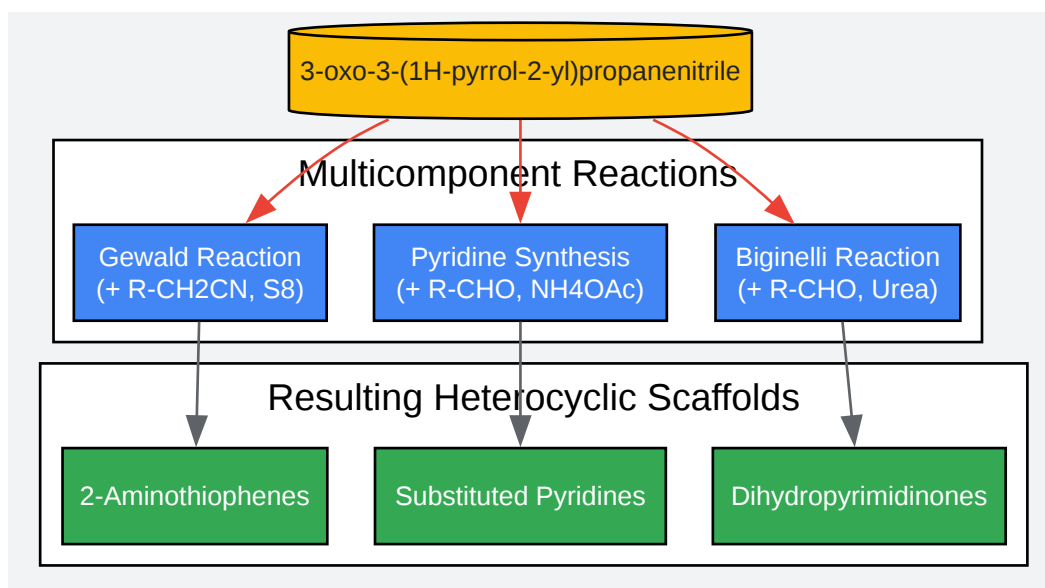 3-oxo-3-(1H-pyrrol-2-yl)propanenitrile
Multicomponent Reactions
Gewald Reaction
(+ R-CH2CN, S8)
Pyridine Synthesis
(+ R-CHO, NH4OAc)
Biginelli Reaction
(+ R-CHO, Urea)
Resulting Heterocyclic Scaffolds
2-Aminothiophenes
Substituted Pyridines
Dihydropyrimidinones